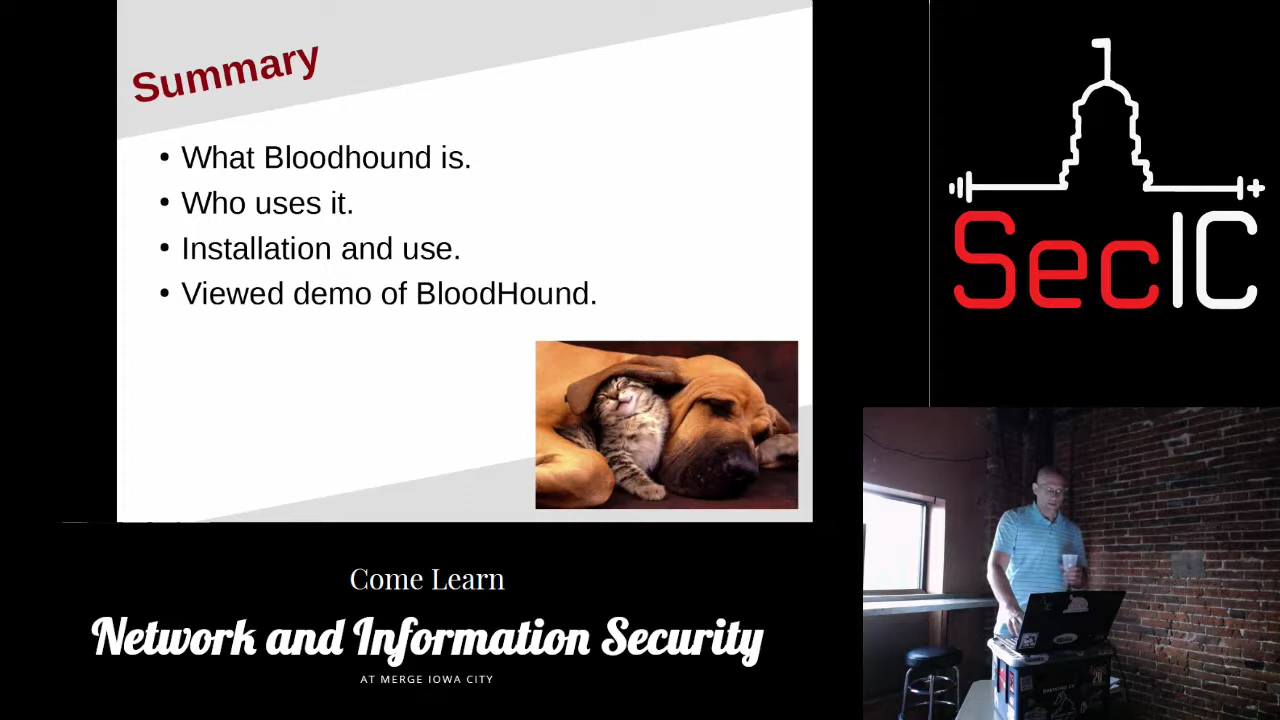 Summary
• What Bloodhound is.
• Who uses it.
• Installation and use.
• Viewed demo of BloodHound.
SecIC
Come Learn
Network and Information Security
AT MERGE IOWA CITY